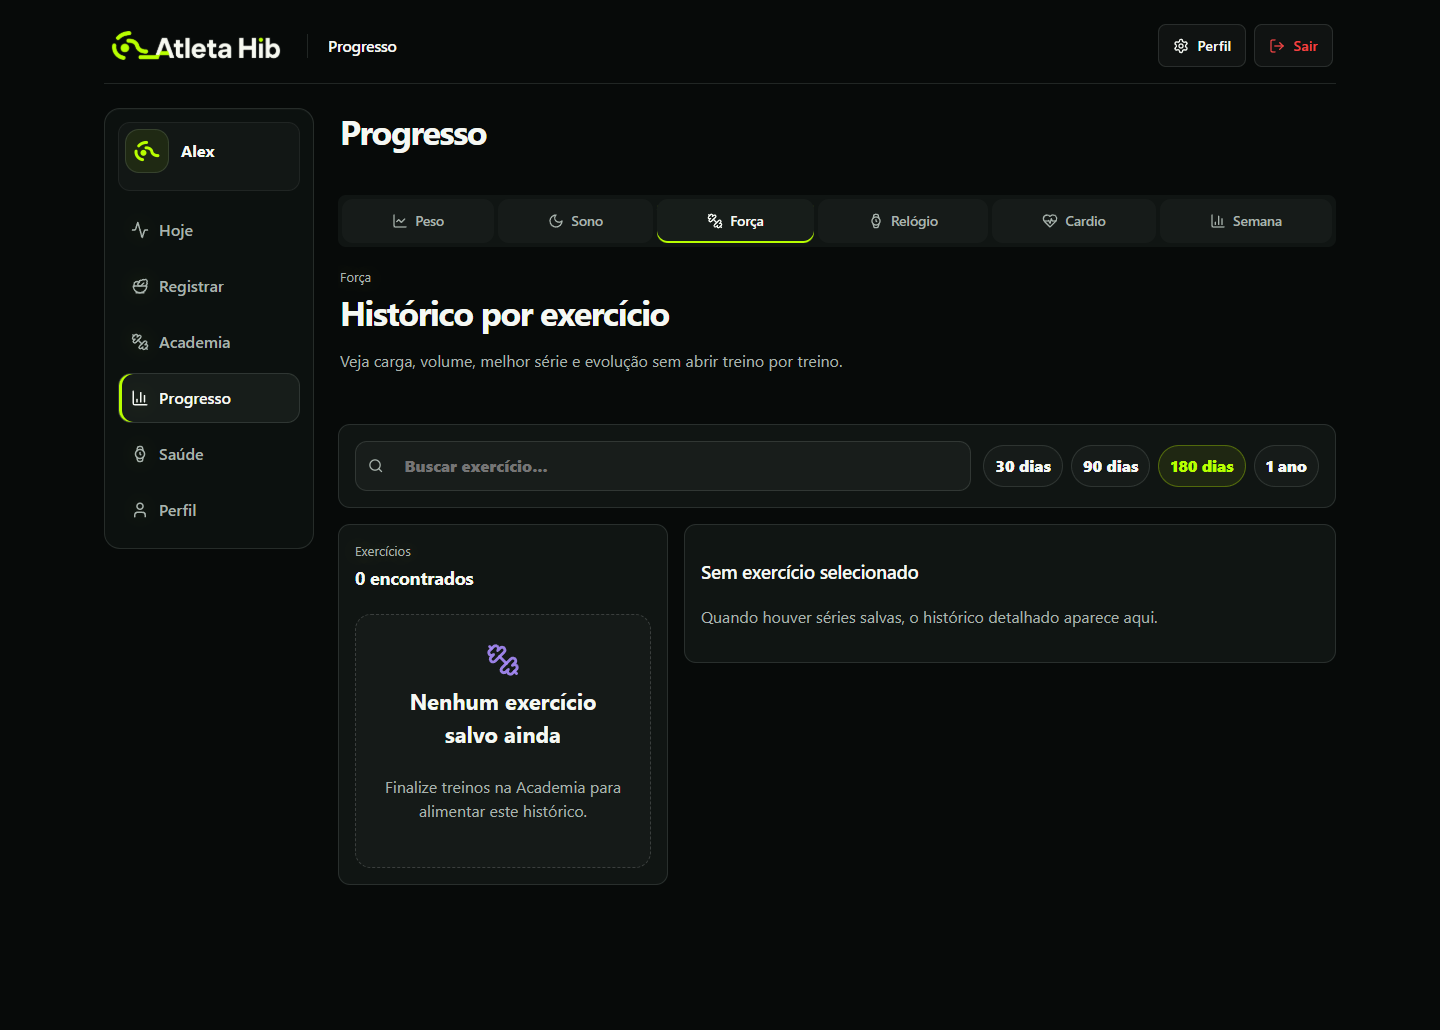 Atleta Hib
Progresso
Perfil
Sair
Alex
Hoje
Registrar
Academia
Progresso
Saúde
Perfil
Progresso
Peso
Sono
Força
Relógio
Cardio
Semana
Força
Histórico por exercício
Veja carga, volume, melhor série e evolução sem abrir treino por treino.
Buscar exercício...
30 dias
90 dias
180 dias
1 ano
Exercícios
0 encontrados
Nenhum exercício
salvo ainda
Finalize treinos na Academia para
alimentar este histórico.
Sem exercício selecionado
Quando houver séries salvas, o histórico detalhado aparece aqui.